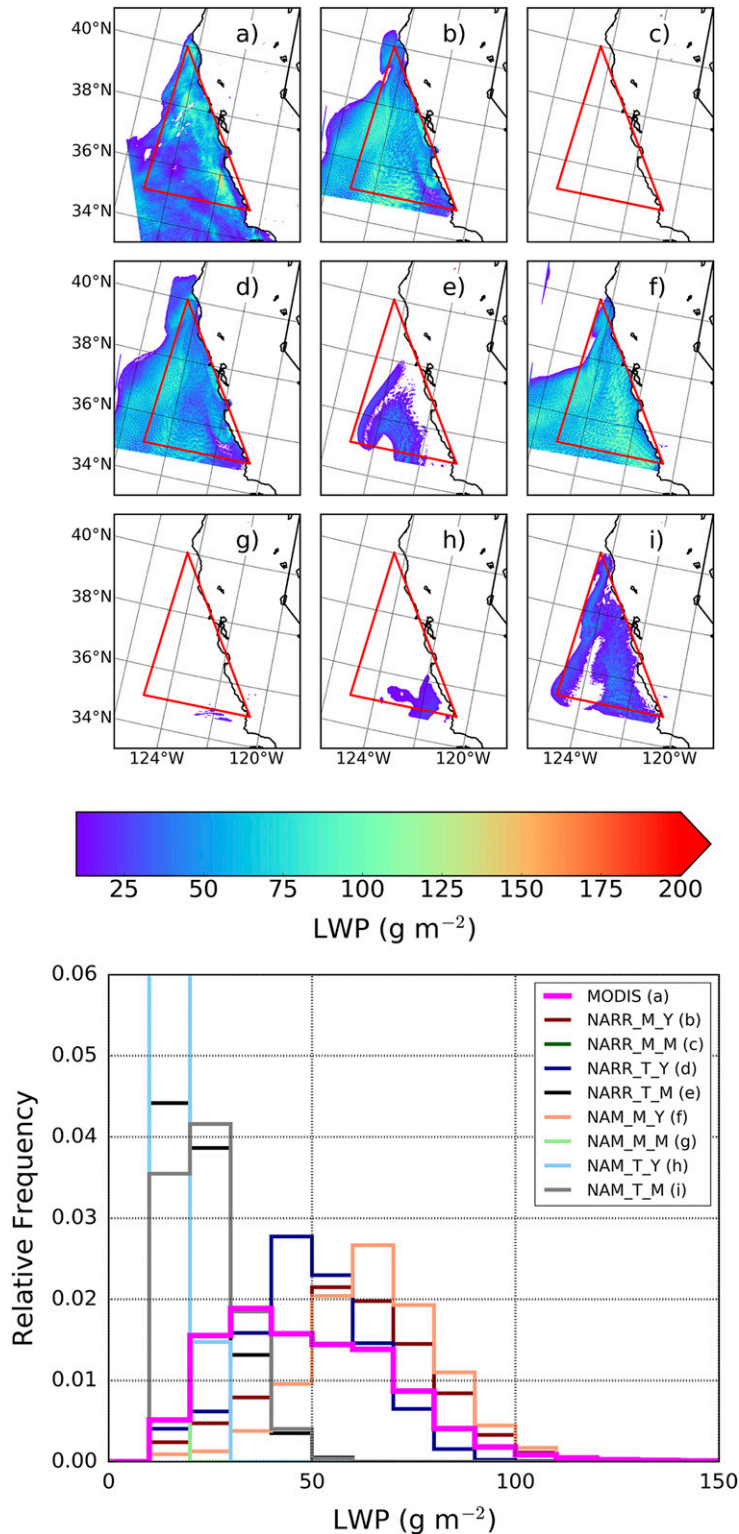 40°N a) b) c)
38°N
36°N
34°N
40°N d) e) f)
38°N
36°N
34°N
40°N g) h) i)
38°N
36°N
34°N
124°W 120°W 124°W 120°W 124°W 120°W
25 50 75 100 125 150 175 200
LWP (g m⁻²)
0.06
0.05
0.04
0.03
0.02
0.01
0.00
Relative Frequency
MODIS (a)
NARR_M_Y (b)
NARR_M_M (c)
NARR_T_Y (d)
NARR_T_M (e)
NAM_M_Y (f)
NAM_M_M (g)
NAM_T_Y (h)
NAM_T_M (i)
0 50 100 150
LWP (g m⁻²)